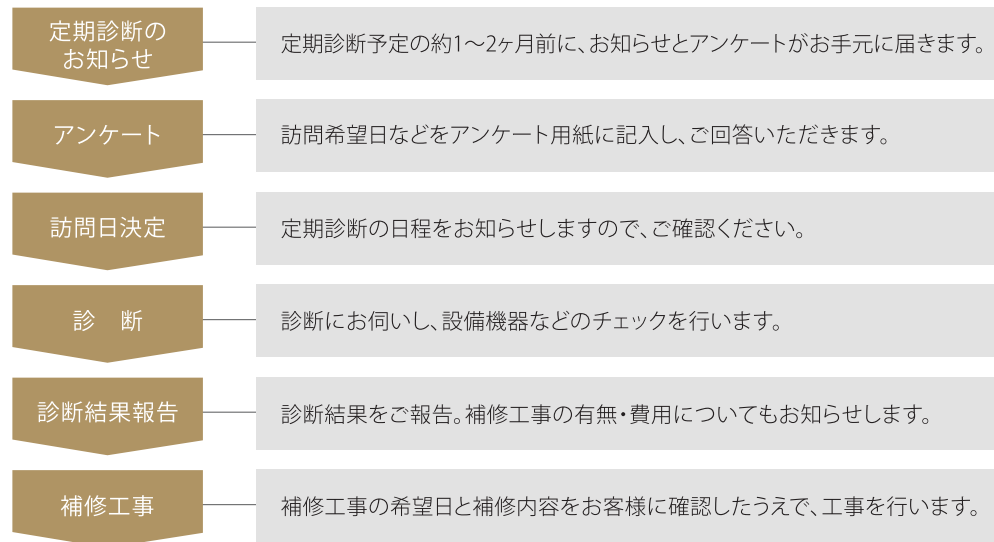 定期診断の
お知らせ
定期診断予定の約1～2ヶ月前に、お知らせとアンケートがお手元に届きます。
アンケート
訪問希望日などをアンケート用紙に記入し、ご回答いただきます。
訪問日決定
定期診断の日程をお知らせしますので、ご確認ください。
診　断
診断にお伺いし、設備機器などのチェックを行います。
診断結果報告
診断結果をご報告。補修工事の有無・費用についてもお知らせします。
補修工事
補修工事の希望日と補修内容をお客様に確認したうえで、工事を行います。